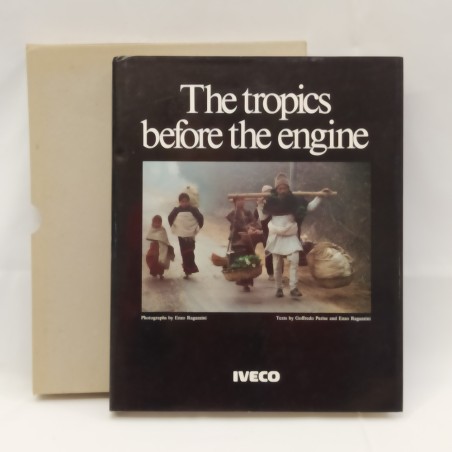 The tropics
before the engine
Photographs by Enzo Ragazzini
Texts by Goffredo Parise and Enzo Ragazzini
IVECO